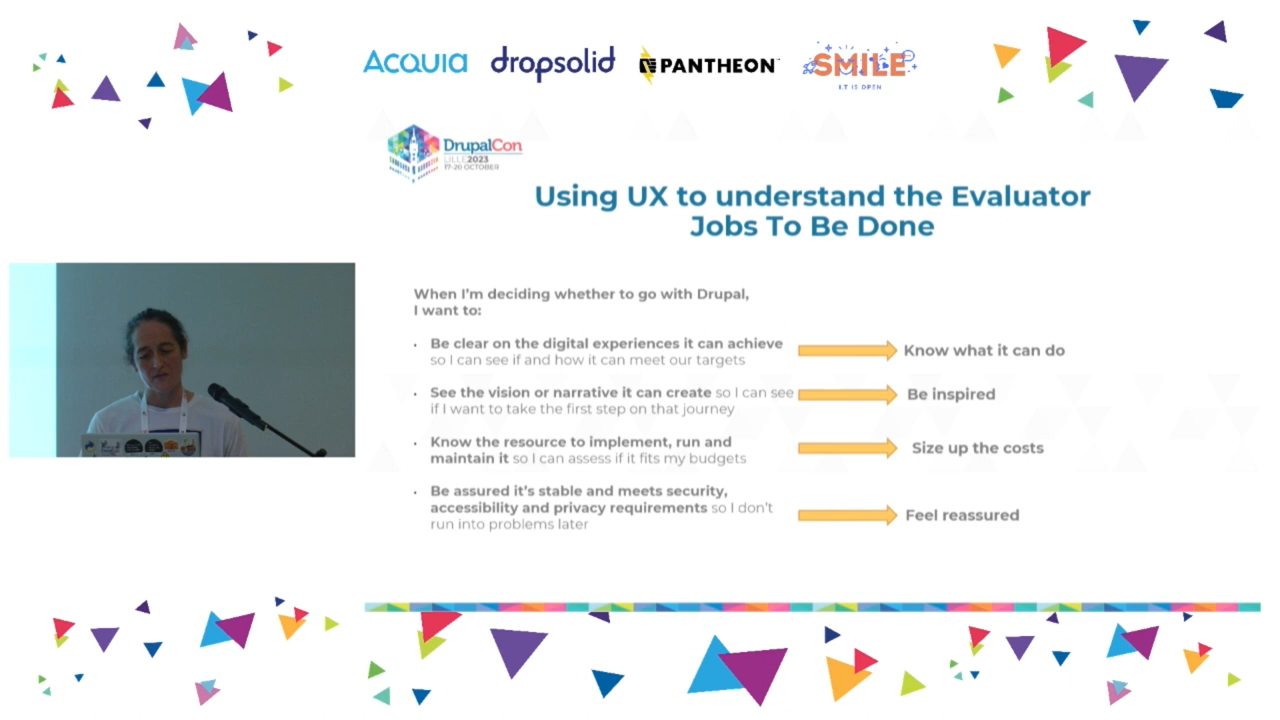 ACQUIA dropsolid PANTHEON SMILE
I.T IS OPEN
DrupalCon
LILLE2023
17-20 OCTOBER
Using UX to understand the Evaluator
Jobs To Be Done
When I'm deciding whether to go with Drupal,
I want to:
• Be clear on the digital experiences it can achieve
so I can see if and how it can meet our targets
Know what it can do
• See the vision or narrative it can create so I can see
if I want to take the first step on that journey
Be inspired
• Know the resource to implement, run and
maintain it so I can assess if it fits my budgets
Size up the costs
• Be assured it's stable and meets security,
accessibility and privacy requirements so I don't
run into problems later
Feel reassured